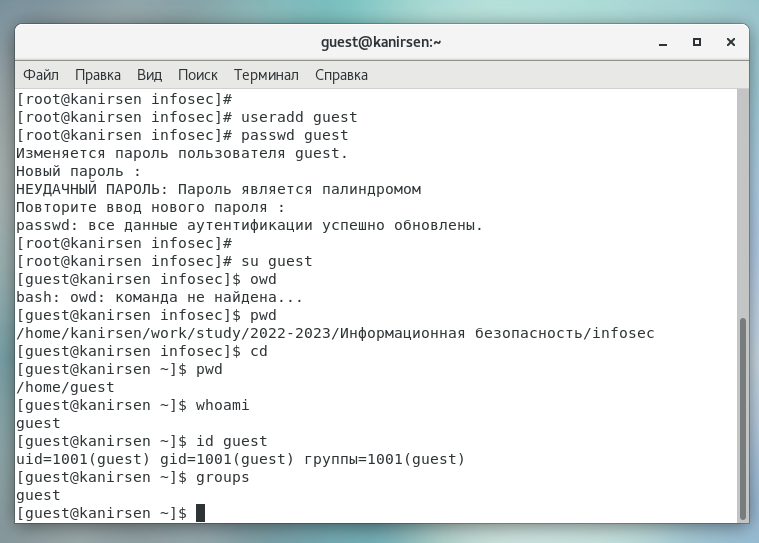 guest@kanirsen:~
Файл Правка Вид Поиск Терминал Справка
[root@kanirsen infosec]#
[root@kanirsen infosec]# useradd guest
[root@kanirsen infosec]# passwd guest
Изменяется пароль пользователя guest.
Новый пароль :
НЕУДАЧНЫЙ ПАРОЛЬ: Пароль является палиндромом
Повторите ввод нового пароля :
passwd: все данные аутентификации успешно обновлены.
[root@kanirsen infosec]#
[root@kanirsen infosec]# su guest
[guest@kanirsen infosec]$ owd
bash: owd: команда не найдена...
[guest@kanirsen infosec]$ pwd
/home/kanirsen/work/study/2022-2023/Информационная безопасность/infosec
[guest@kanirsen infosec]$ cd
[guest@kanirsen ~]$ pwd
/home/guest
[guest@kanirsen ~]$ whoami
guest
[guest@kanirsen ~]$ id guest
uid=1001(guest) gid=1001(guest) группы=1001(guest)
[guest@kanirsen ~]$ groups
guest
[guest@kanirsen ~]$